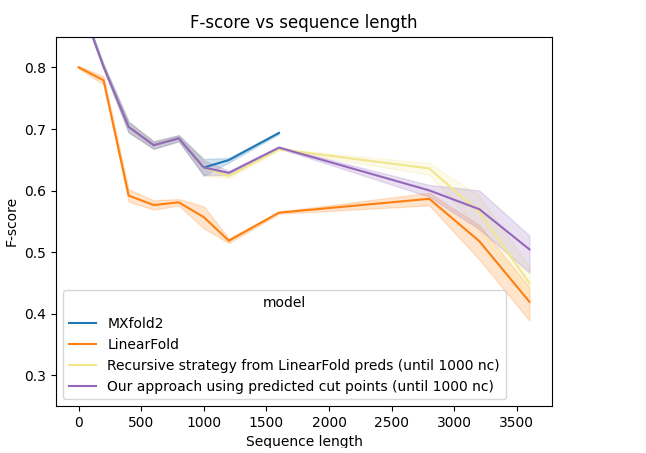 F-score vs sequence length
0.8
0.7
0.6
0.5
0.4
0.3
F-score
model
MXfold2
LinearFold
Recursive strategy from LinearFold preds (until 1000 nc)
Our approach using predicted cut points (until 1000 nc)
0 500 1000 1500 2000 2500 3000 3500
Sequence length